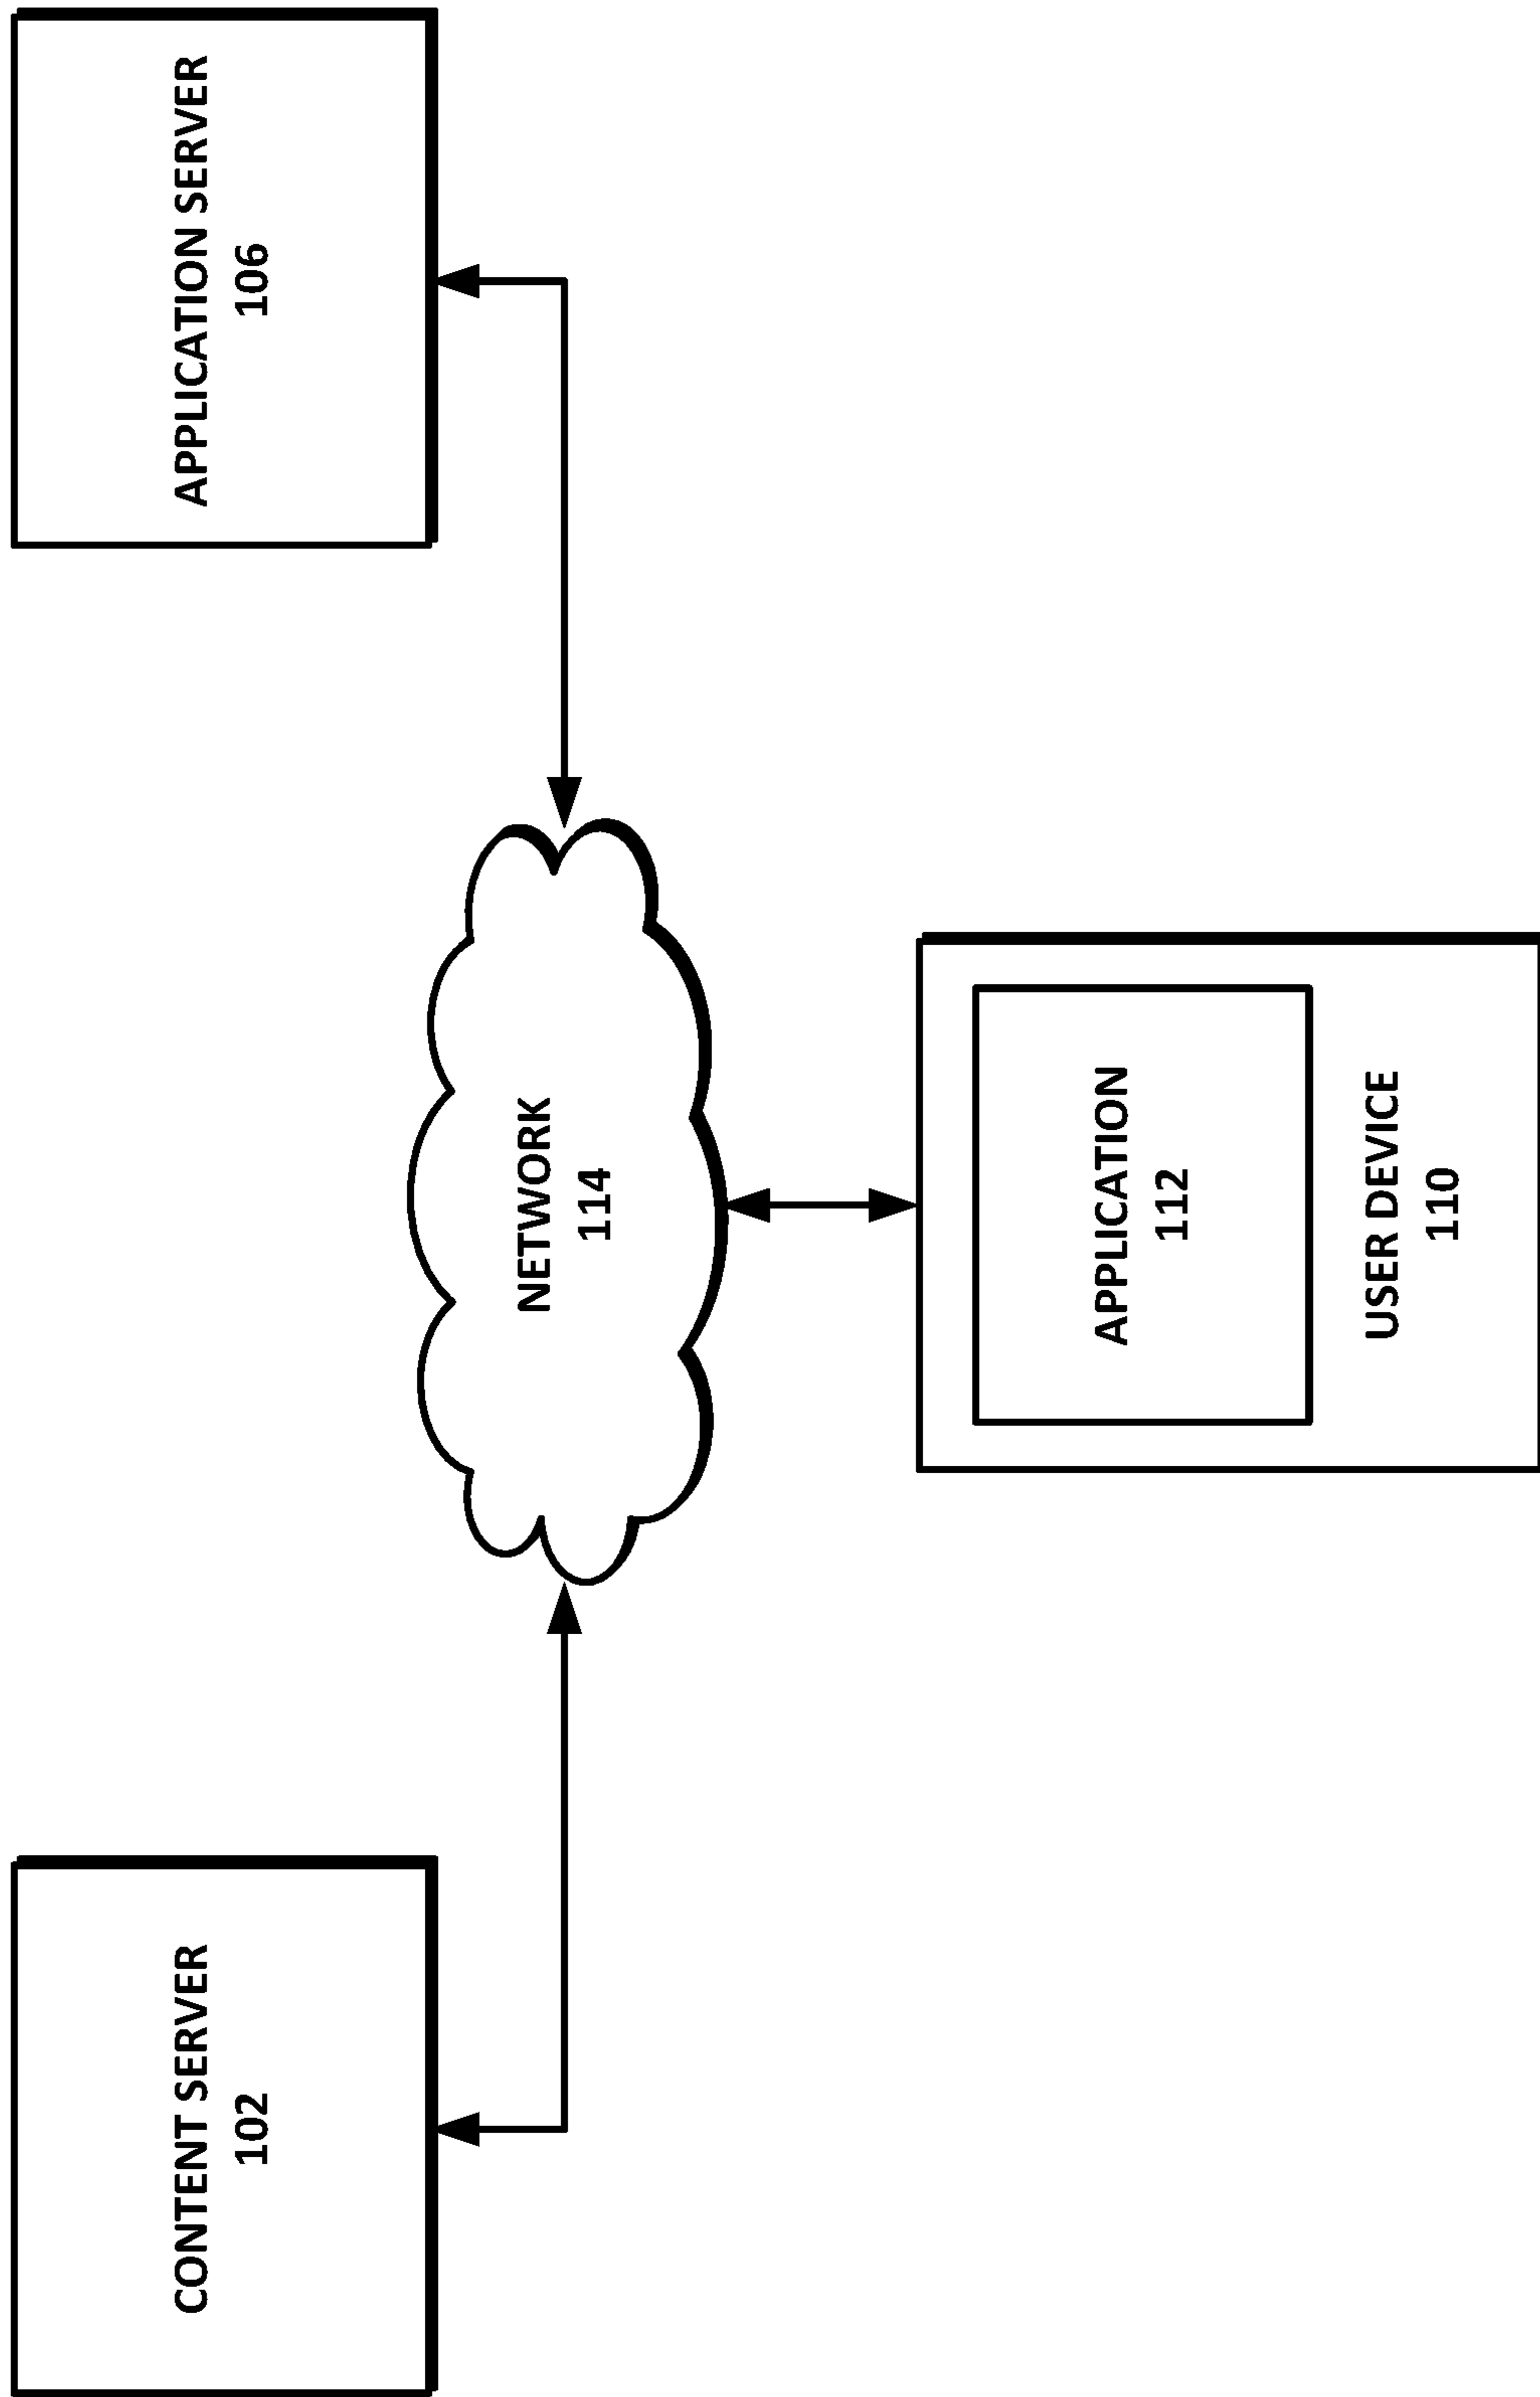 CONTENT SERVER
102
APPLICATION SERVER
106
NETWORK
114
APPLICATION
112
USER DEVICE
110